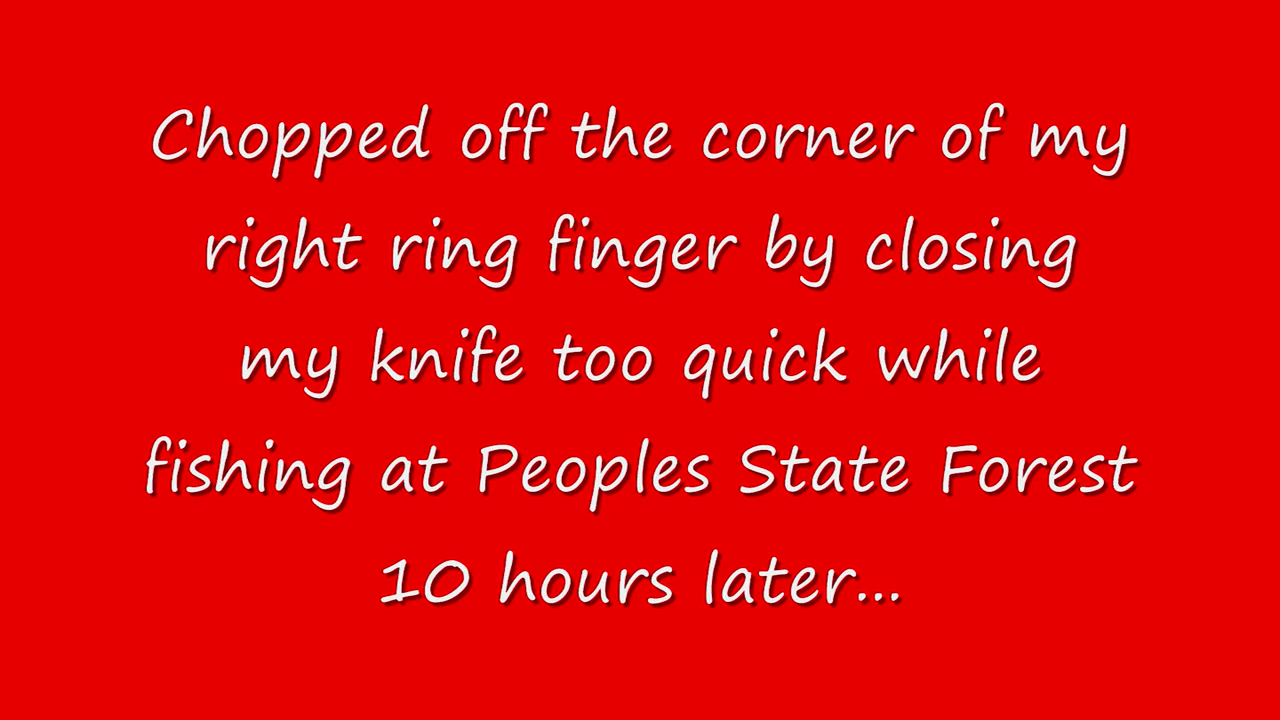 Chopped off the corner of my
right ring finger by closing
my knife too quick while
fishing at Peoples State Forest
10 hours later...